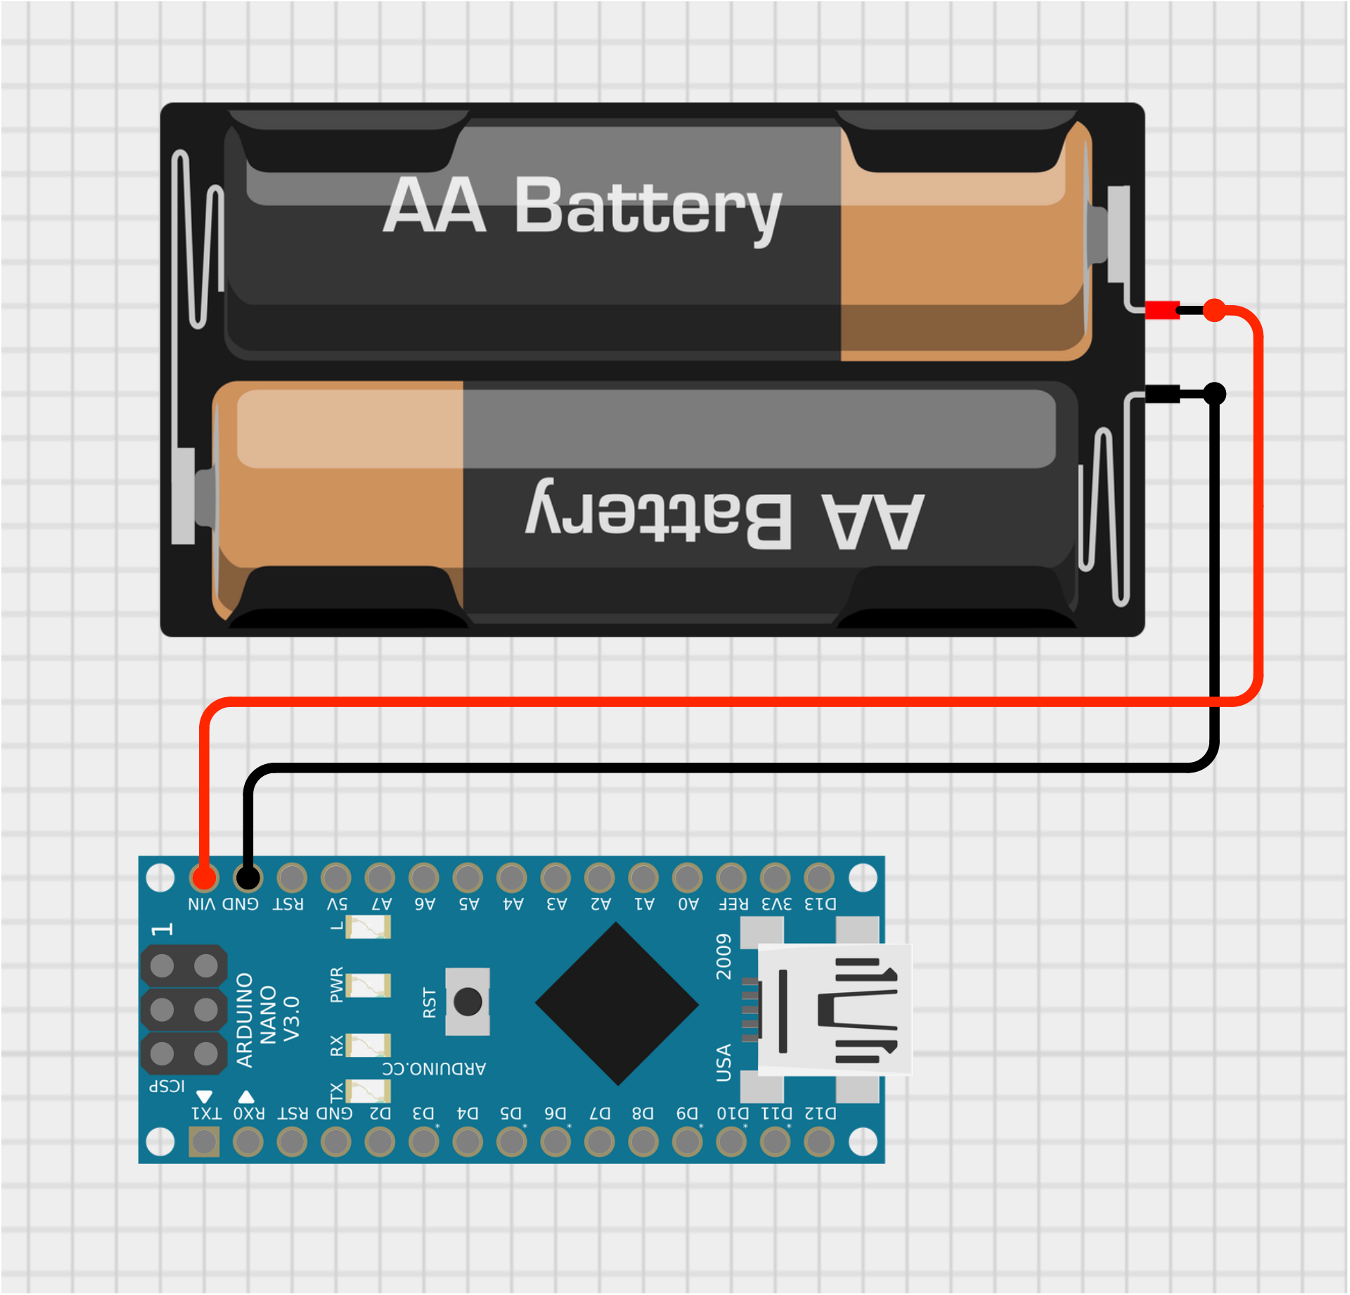 AA Battery
AA Battery
VIN GND RST 5V A7 A6 A5 A4 A3 A2 A1 A0 REF 3V3 D13
1
L
PWR
RX
TX
ARDUINO
NANO
V3.0
RST
ARDUINO.CC
2009
USA
ICSP
TX1 RX0 RST GND D2 D3 D4 D5 D6 D7 D8 D9 D10 D11 D12